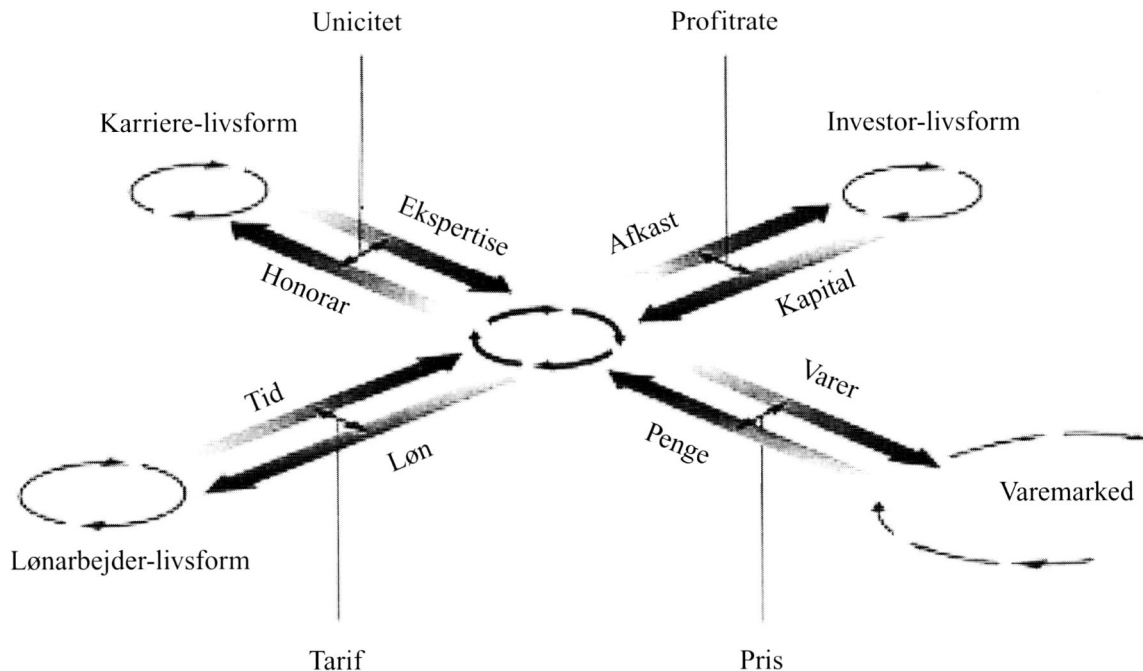 Unicitet
Profitrate
Karriere-livsform
Investor-livsform
Ekspertise
Afkast
Honorar
Kapital
Tid
Varer
Løn
Penge
Varemarked
Lønarbejder-livsform
Tarif
Pris